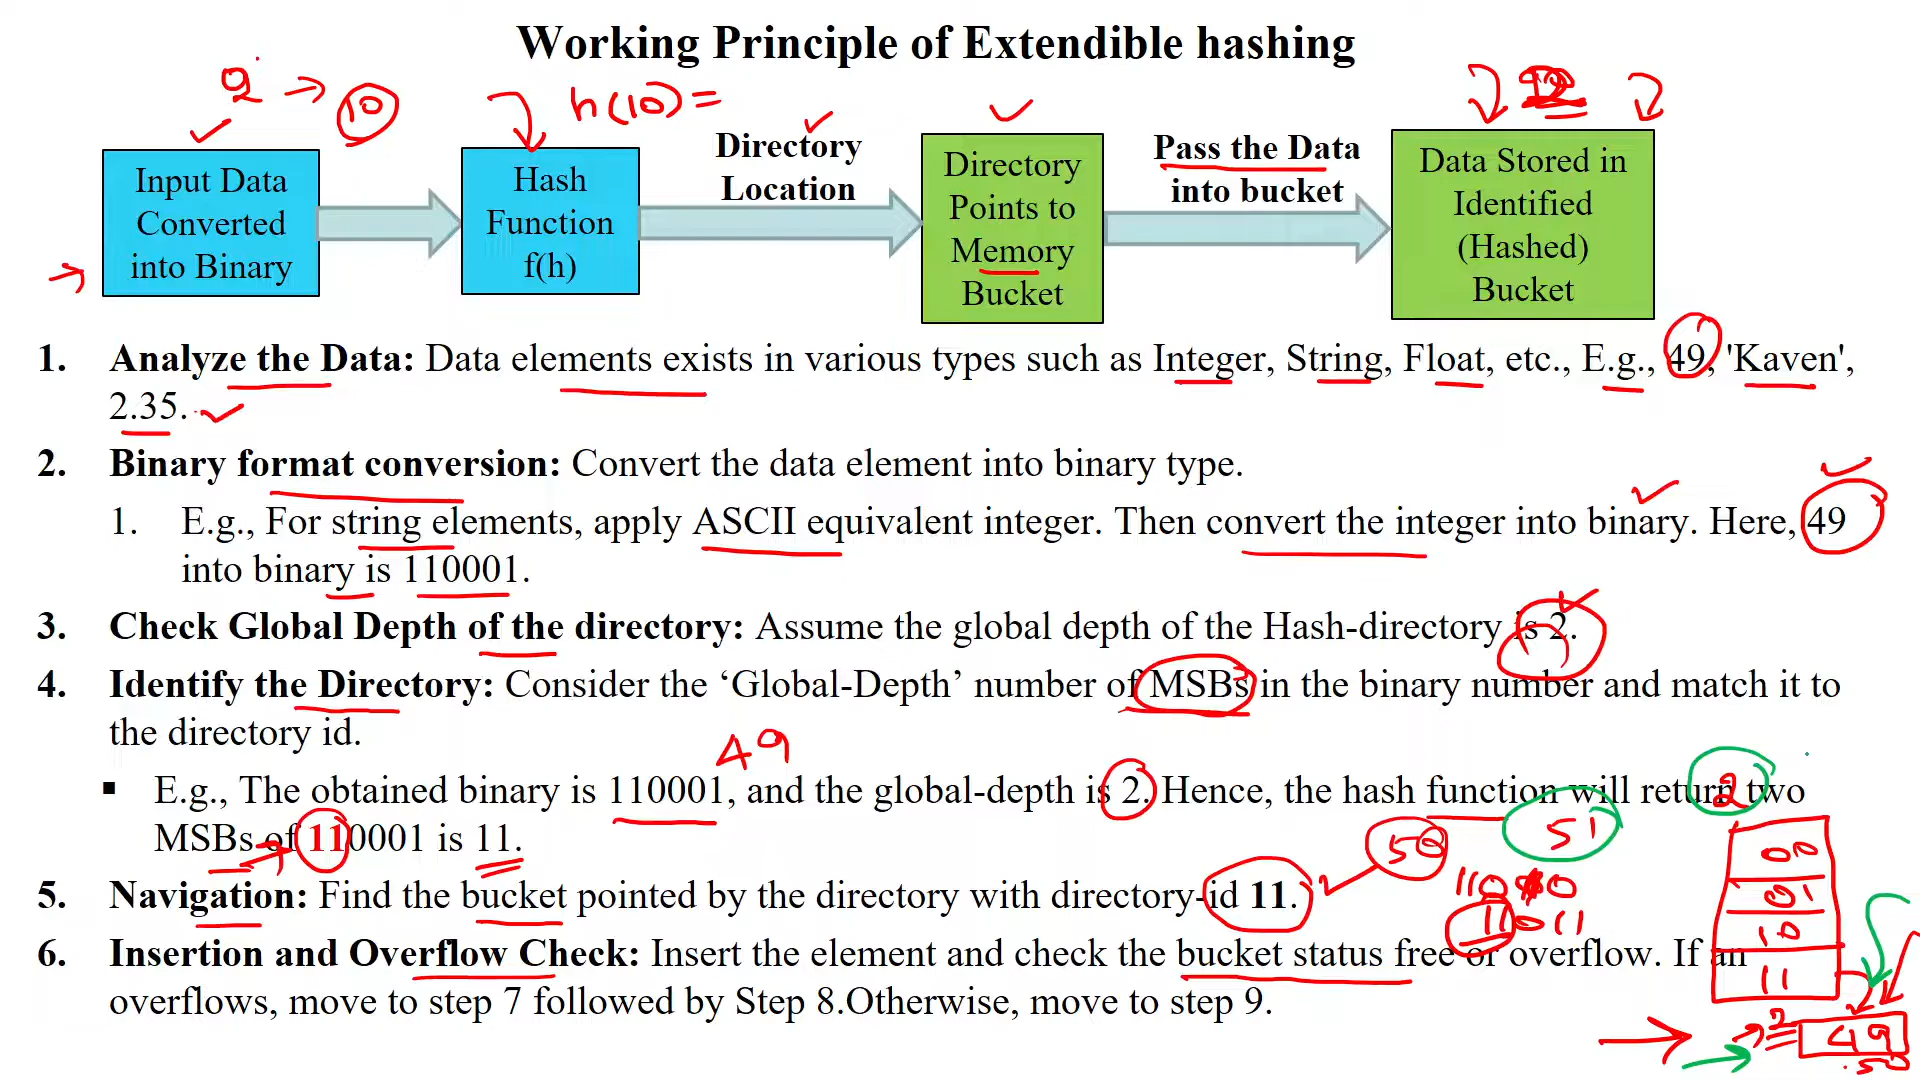 Working Principle of Extendible hashing
9 → 10
h(10) =
Input Data
Converted
into Binary
Hash
Function
f(h)
Directory
Location
Directory
Points to
Memory
Bucket
Pass the Data
into bucket
Data Stored in
Identified
(Hashed)
Bucket
1. Analyze the Data: Data elements exists in various types such as Integer, String, Float, etc., E.g., 49, 'Kaven',
2.35.
2. Binary format conversion: Convert the data element into binary type.
1. E.g., For string elements, apply ASCII equivalent integer. Then convert the integer into binary. Here, 49
into binary is 110001.
3. Check Global Depth of the directory: Assume the global depth of the Hash-directory is 2.
4. Identify the Directory: Consider the ‘Global-Depth’ number of MSBs in the binary number and match it to
the directory id.
49
▪ E.g., The obtained binary is 110001, and the global-depth is 2. Hence, the hash function will return two
2
MSBs of 110001 is 11.
50
51
00
01
10
11
5. Navigation: Find the bucket pointed by the directory with directory-id 11.
11011
6. Insertion and Overflow Check: Insert the element and check the bucket status free or overflow. If an
overflows, move to step 7 followed by Step 8.Otherwise, move to step 9.
2
49
50